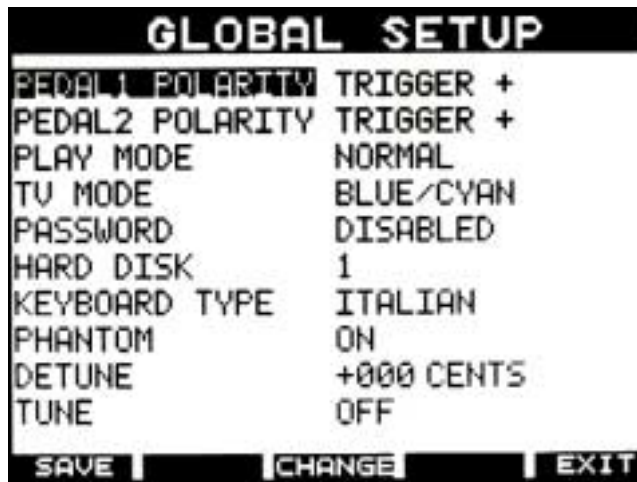 GLOBAL SETUP
PEDAL1 POLARITY TRIGGER +
PEDAL2 POLARITY TRIGGER +
PLAY MODE NORMAL
TV MODE BLUE/CYAN
PASSWORD DISABLED
HARD DISK 1
KEYBOARD TYPE ITALIAN
PHANTOM ON
DETUNE +000 CENTS
TUNE OFF
SAVE CHANGE EXIT